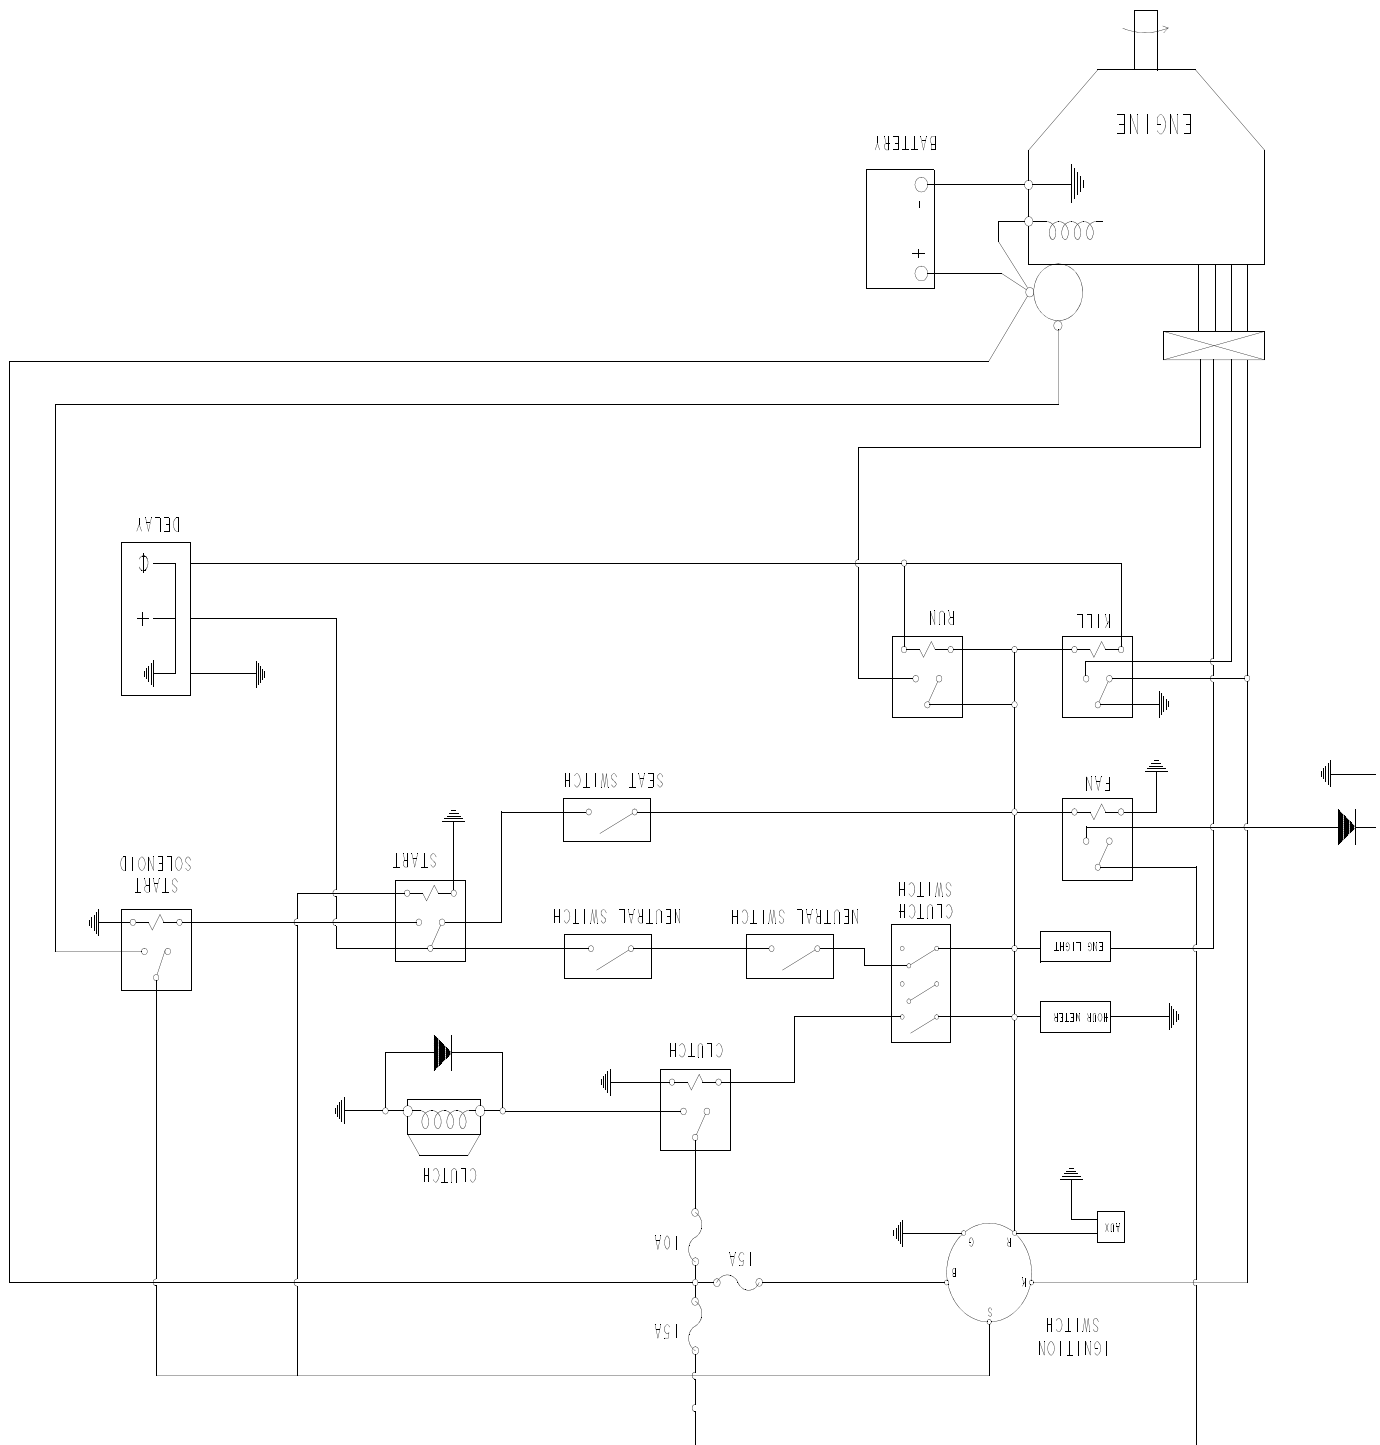 ENGINE
BATTERY
-
+
DELAY
+
RUN
KILL
SEAT SWITCH
FAN
START
START
SOLENOID
CLUTCH
SWITCH
NEUTRAL SWITCH
NEUTRAL SWITCH
ENG LIGHT
HOUR METER
CLUTCH
CLUTCH
AUX
10A
15A
15A
G
R
B
K
S
IGNITION
SWITCH